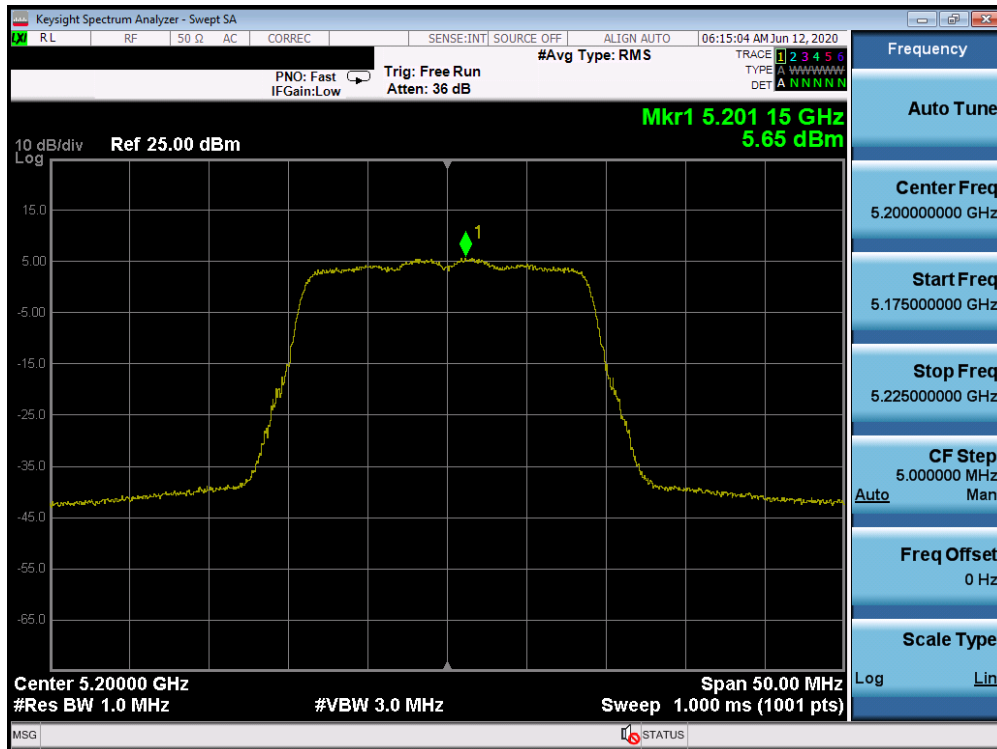 Keysight Spectrum Analyzer - Swept SA
LXI RL RF 50 Ω AC CORREC SENSE:INT SOURCE OFF ALIGN AUTO 06:15:04 AM Jun 12, 2020
#Avg Type: RMS
TRACE 1 2 3 4 5 6
TYPE A WWWWW
DET A N N N N N
PNO: Fast
IFGain:Low
Trig: Free Run
Atten: 36 dB
Mkr1 5.201 15 GHz
5.65 dBm
10 dB/div
Log
Ref 25.00 dBm
15.0
5.00
-5.00
-15.0
-25.0
-35.0
-45.0
-55.0
-65.0
1
Center 5.20000 GHz
#Res BW 1.0 MHz
#VBW 3.0 MHz
Span 50.00 MHz
Sweep 1.000 ms (1001 pts)
MSG
STATUS
Frequency
Auto Tune
Center Freq
5.200000000 GHz
Start Freq
5.175000000 GHz
Stop Freq
5.225000000 GHz
CF Step
5.000000 MHz
Auto Man
Freq Offset
0 Hz
Scale Type
Log Lin